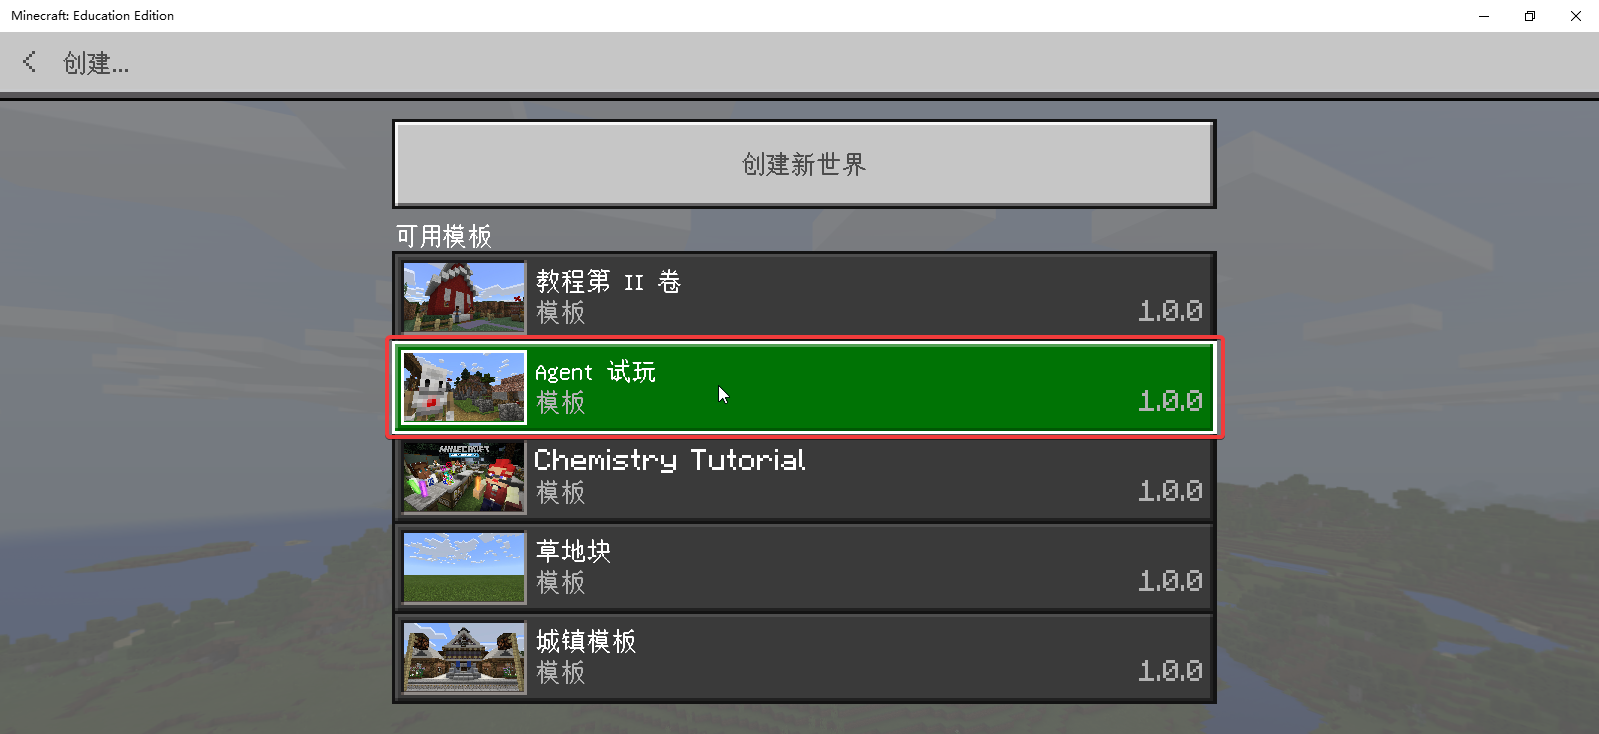 Minecraft: Education Edition
创建...
创建新世界
可用模板
教程第 II 卷
模板
1.0.0
Agent 试玩
模板
1.0.0
MINECRAFT
Chemistry Tutorial
模板
1.0.0
草地块
模板
1.0.0
城镇模板
模板
1.0.0